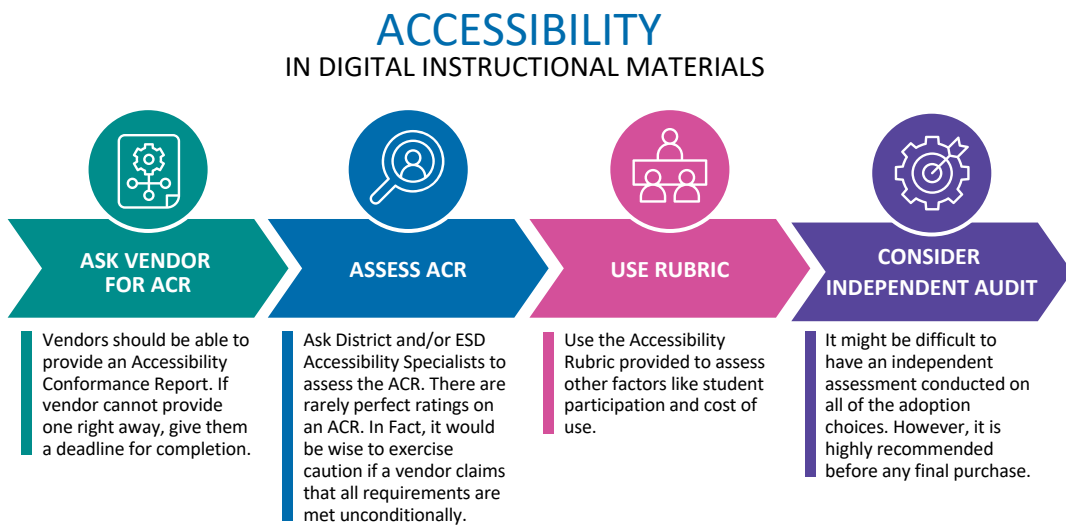 ACCESSIBILITY
IN DIGITAL INSTRUCTIONAL MATERIALS
ASK VENDOR
FOR ACR
Vendors should be able to
provide an Accessibility
Conformance Report. If
vendor cannot provide
one right away, give them
a deadline for completion.
ASSESS ACR
Ask District and/or ESD
Accessibility Specialists to
assess the ACR. There are
rarely perfect ratings on
an ACR. In Fact, it would
be wise to exercise
caution if a vendor claims
that all requirements are
met unconditionally.
USE RUBRIC
Use the Accessibility
Rubric provided to assess
other factors like student
participation and cost of
use.
CONSIDER
INDEPENDENT AUDIT
It might be difficult to
have an independent
assessment conducted on
all of the adoption
choices. However, it is
highly recommended
before any final purchase.